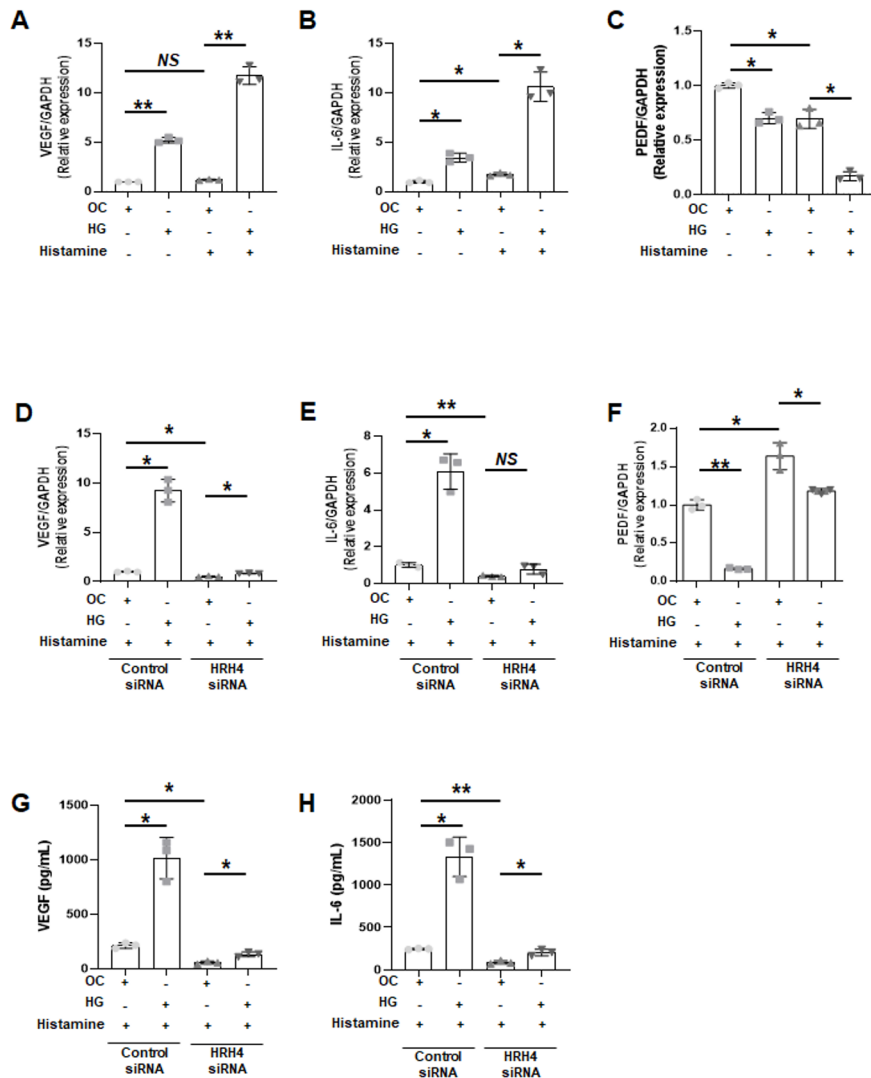 A
VEGF/GAPDH
(Relative expression)
15
10
5
0
NS
**
**
OC + - + -
HG - + - +
Histamine - - + +
B
IL-6/GAPDH
(Relative expression)
15
10
5
0
*
*
*
OC + - + -
HG - + - +
Histamine - - + +
C
PEDF/GAPDH
(Relative expression)
1.5
1.0
0.5
0.0
*
*
*
OC + - + -
HG - + - +
Histamine - - + +
D
VEGF/GAPDH
(Relative expression)
15
10
5
0
*
*
*
OC + - + -
HG - + - +
Histamine + + + +
Control siRNA
HRH4 siRNA
E
IL-6/GAPDH
(Relative expression)
8
6
4
2
0
**
*
NS
OC + - + -
HG - + - +
Histamine + + + +
Control siRNA
HRH4 siRNA
F
PEDF/GAPDH
(Relative expression)
2.0
1.5
1.0
0.5
0.0
*
*
**
OC + - + -
HG - + - +
Histamine + + + +
Control siRNA
HRH4 siRNA
G
VEGF (pg/mL)
1500
1000
500
0
*
*
*
OC + - + -
HG - + - +
Histamine + + + +
Control siRNA
HRH4 siRNA
H
IL-6 (pg/mL)
2000
1500
1000
500
0
**
*
*
OC + - + -
HG - + - +
Histamine + + + +
Control siRNA
HRH4 siRNA